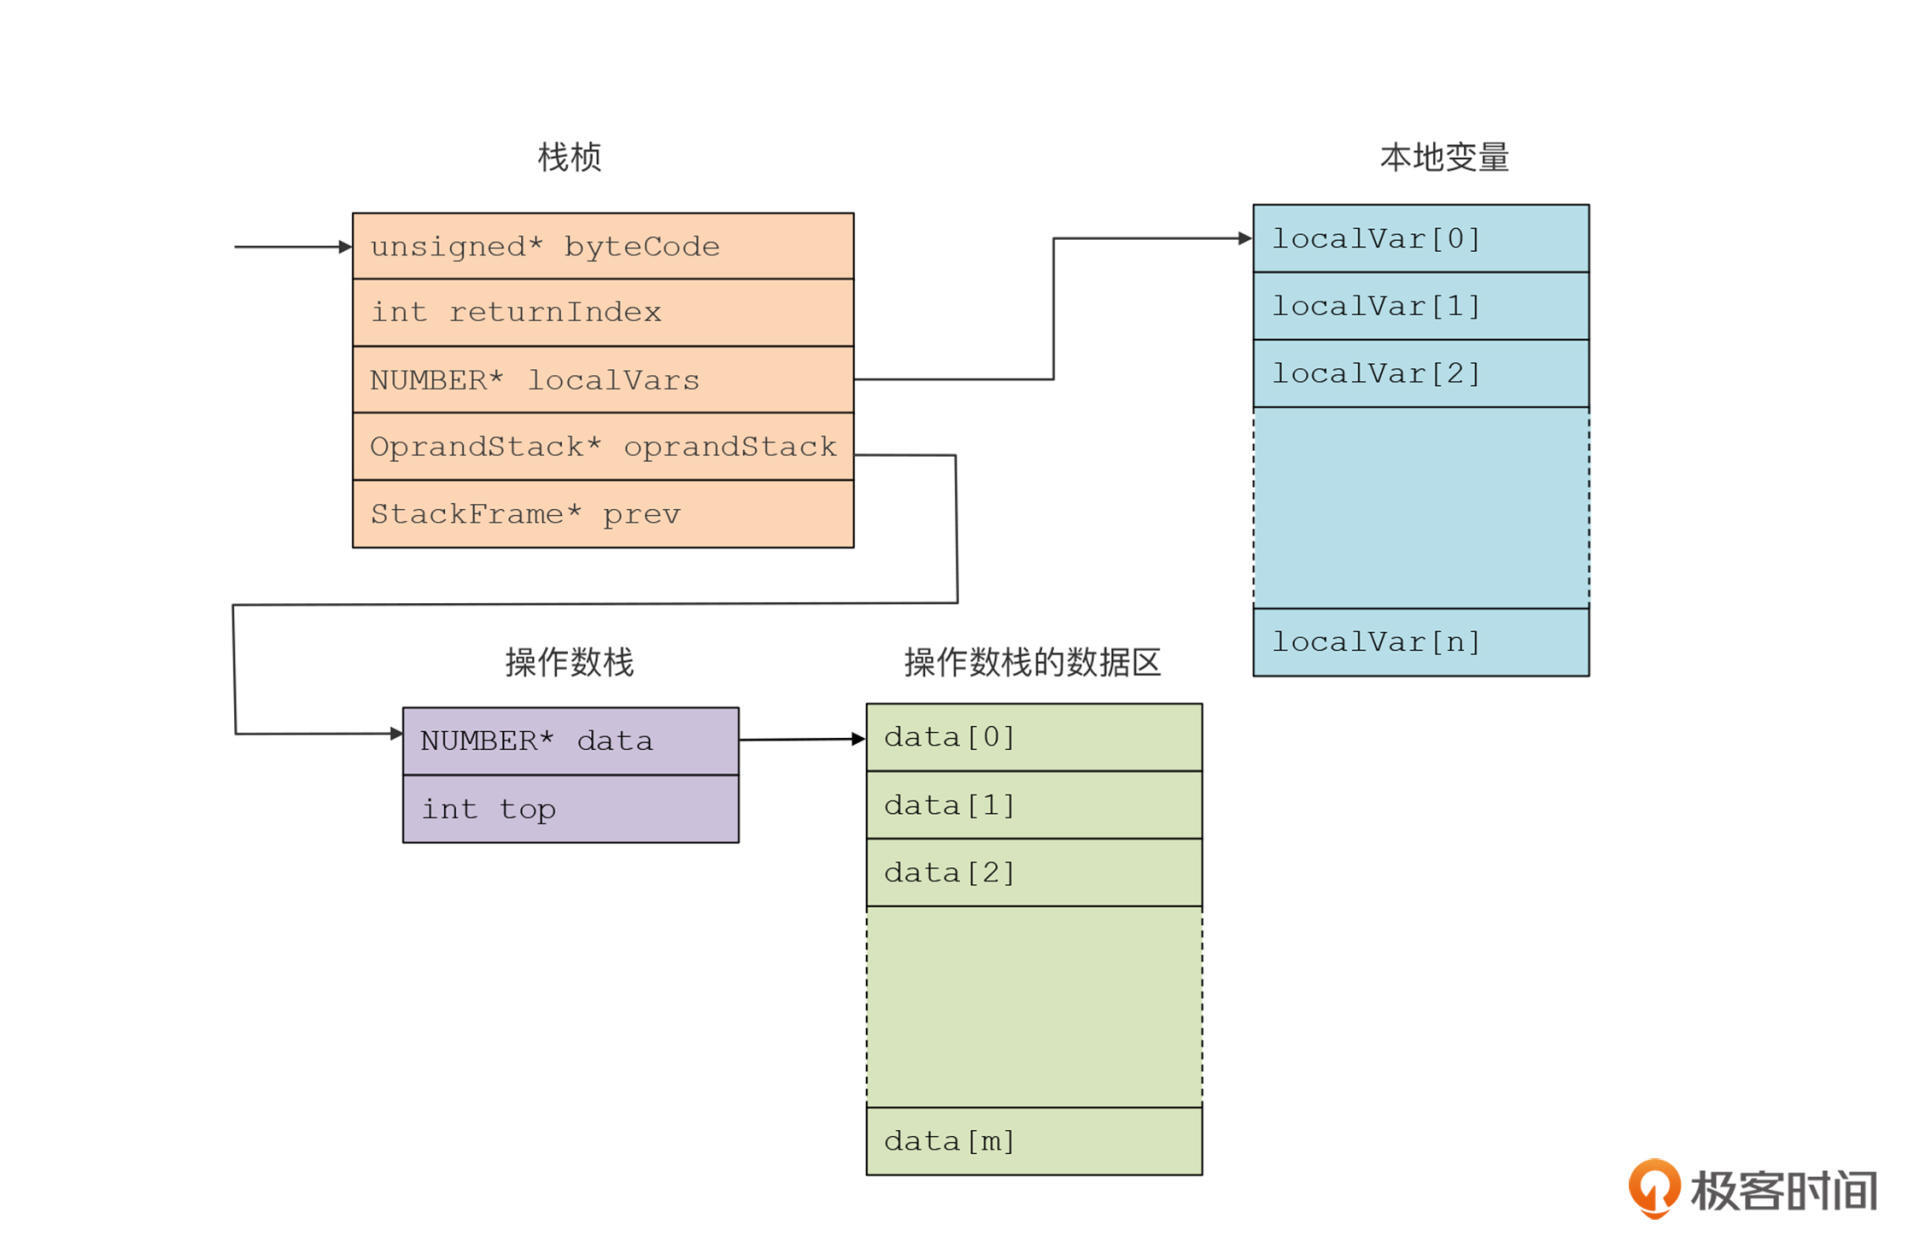 栈桢
unsigned* byteCode
int returnIndex
NUMBER* localVars
OprandStack* oprandStack
StackFrame* prev
本地变量
localVar[0]
localVar[1]
localVar[2]
localVar[n]
操作数栈
NUMBER* data
int top
操作数栈的数据区
data[0]
data[1]
data[2]
data[m]
极客时间